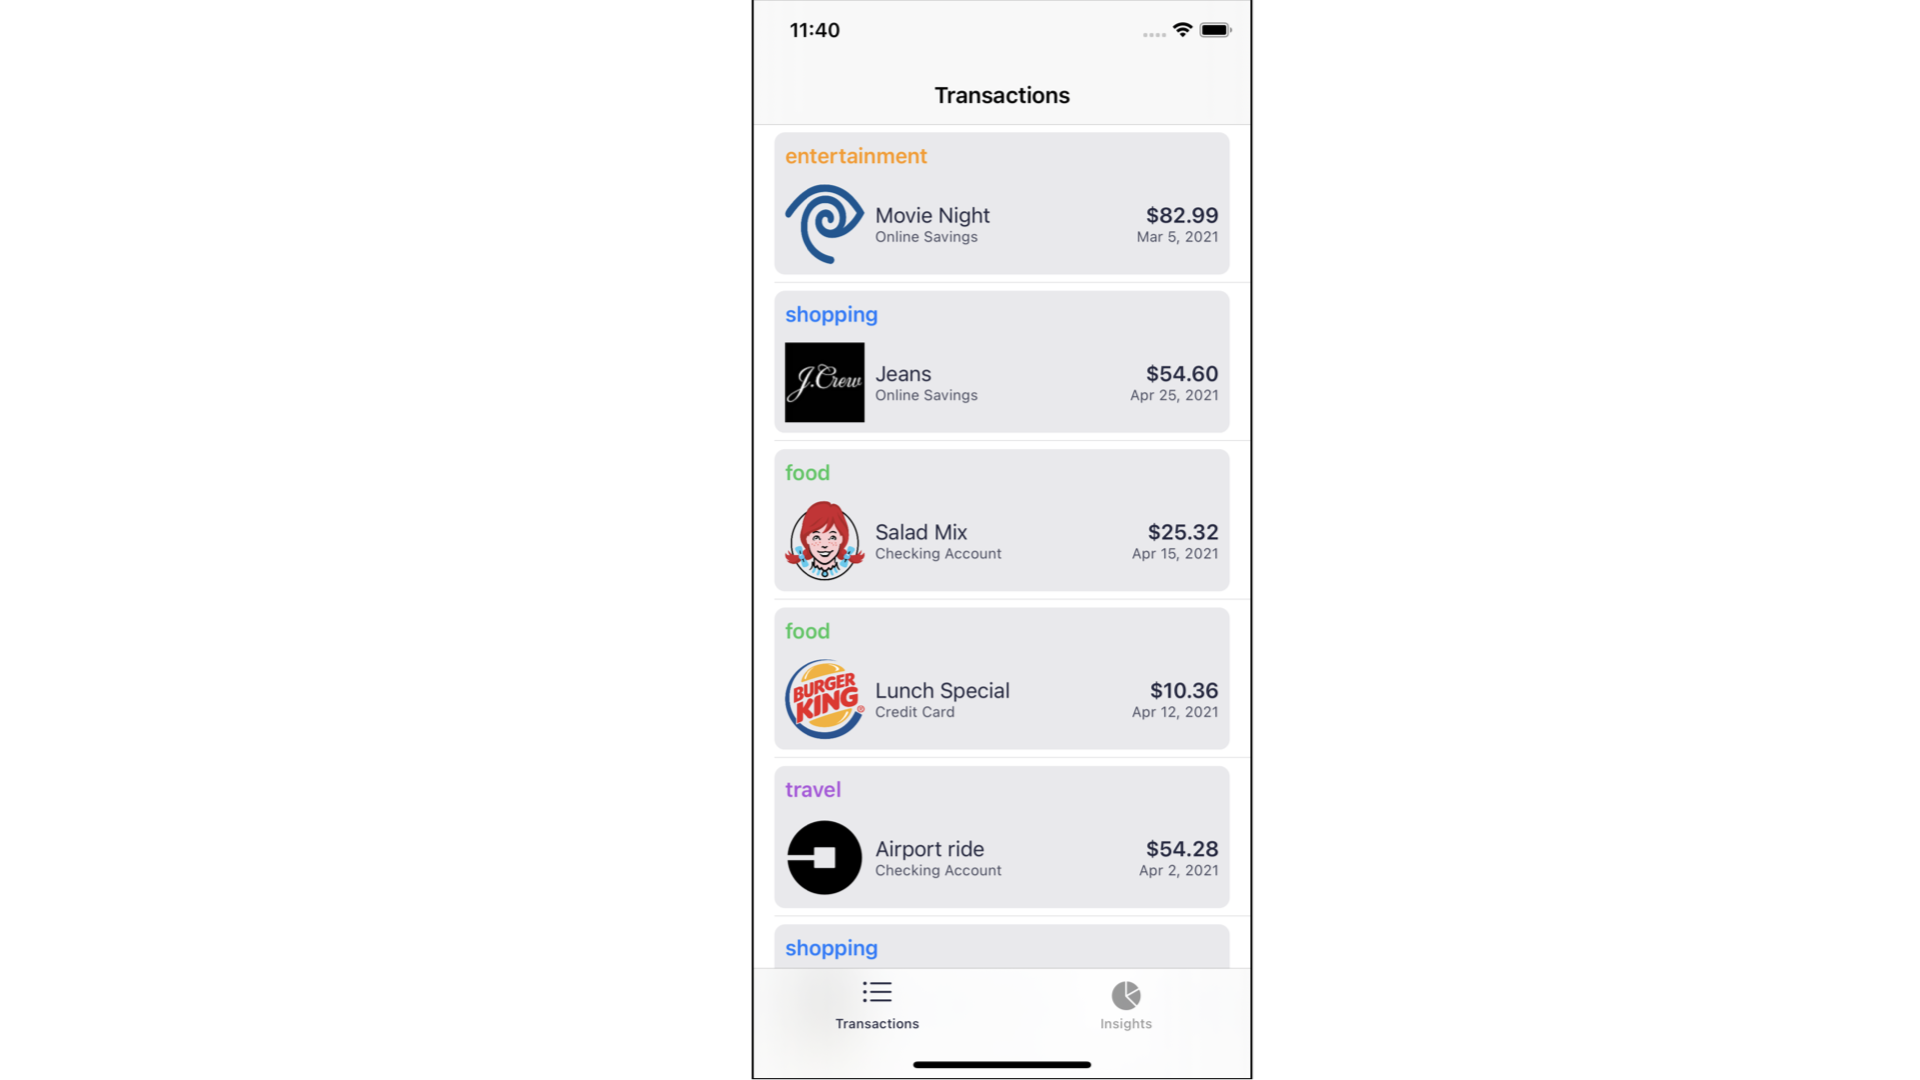 11:40
Transactions
entertainment
Movie Night
Online Savings
$82.99
Mar 5, 2021
shopping
J.Crew
Jeans
Online Savings
$54.60
Apr 25, 2021
food
Salad Mix
Checking Account
$25.32
Apr 15, 2021
food
BURGER
KING®
Lunch Special
Credit Card
$10.36
Apr 12, 2021
travel
Airport ride
Checking Account
$54.28
Apr 2, 2021
shopping
Transactions
Insights